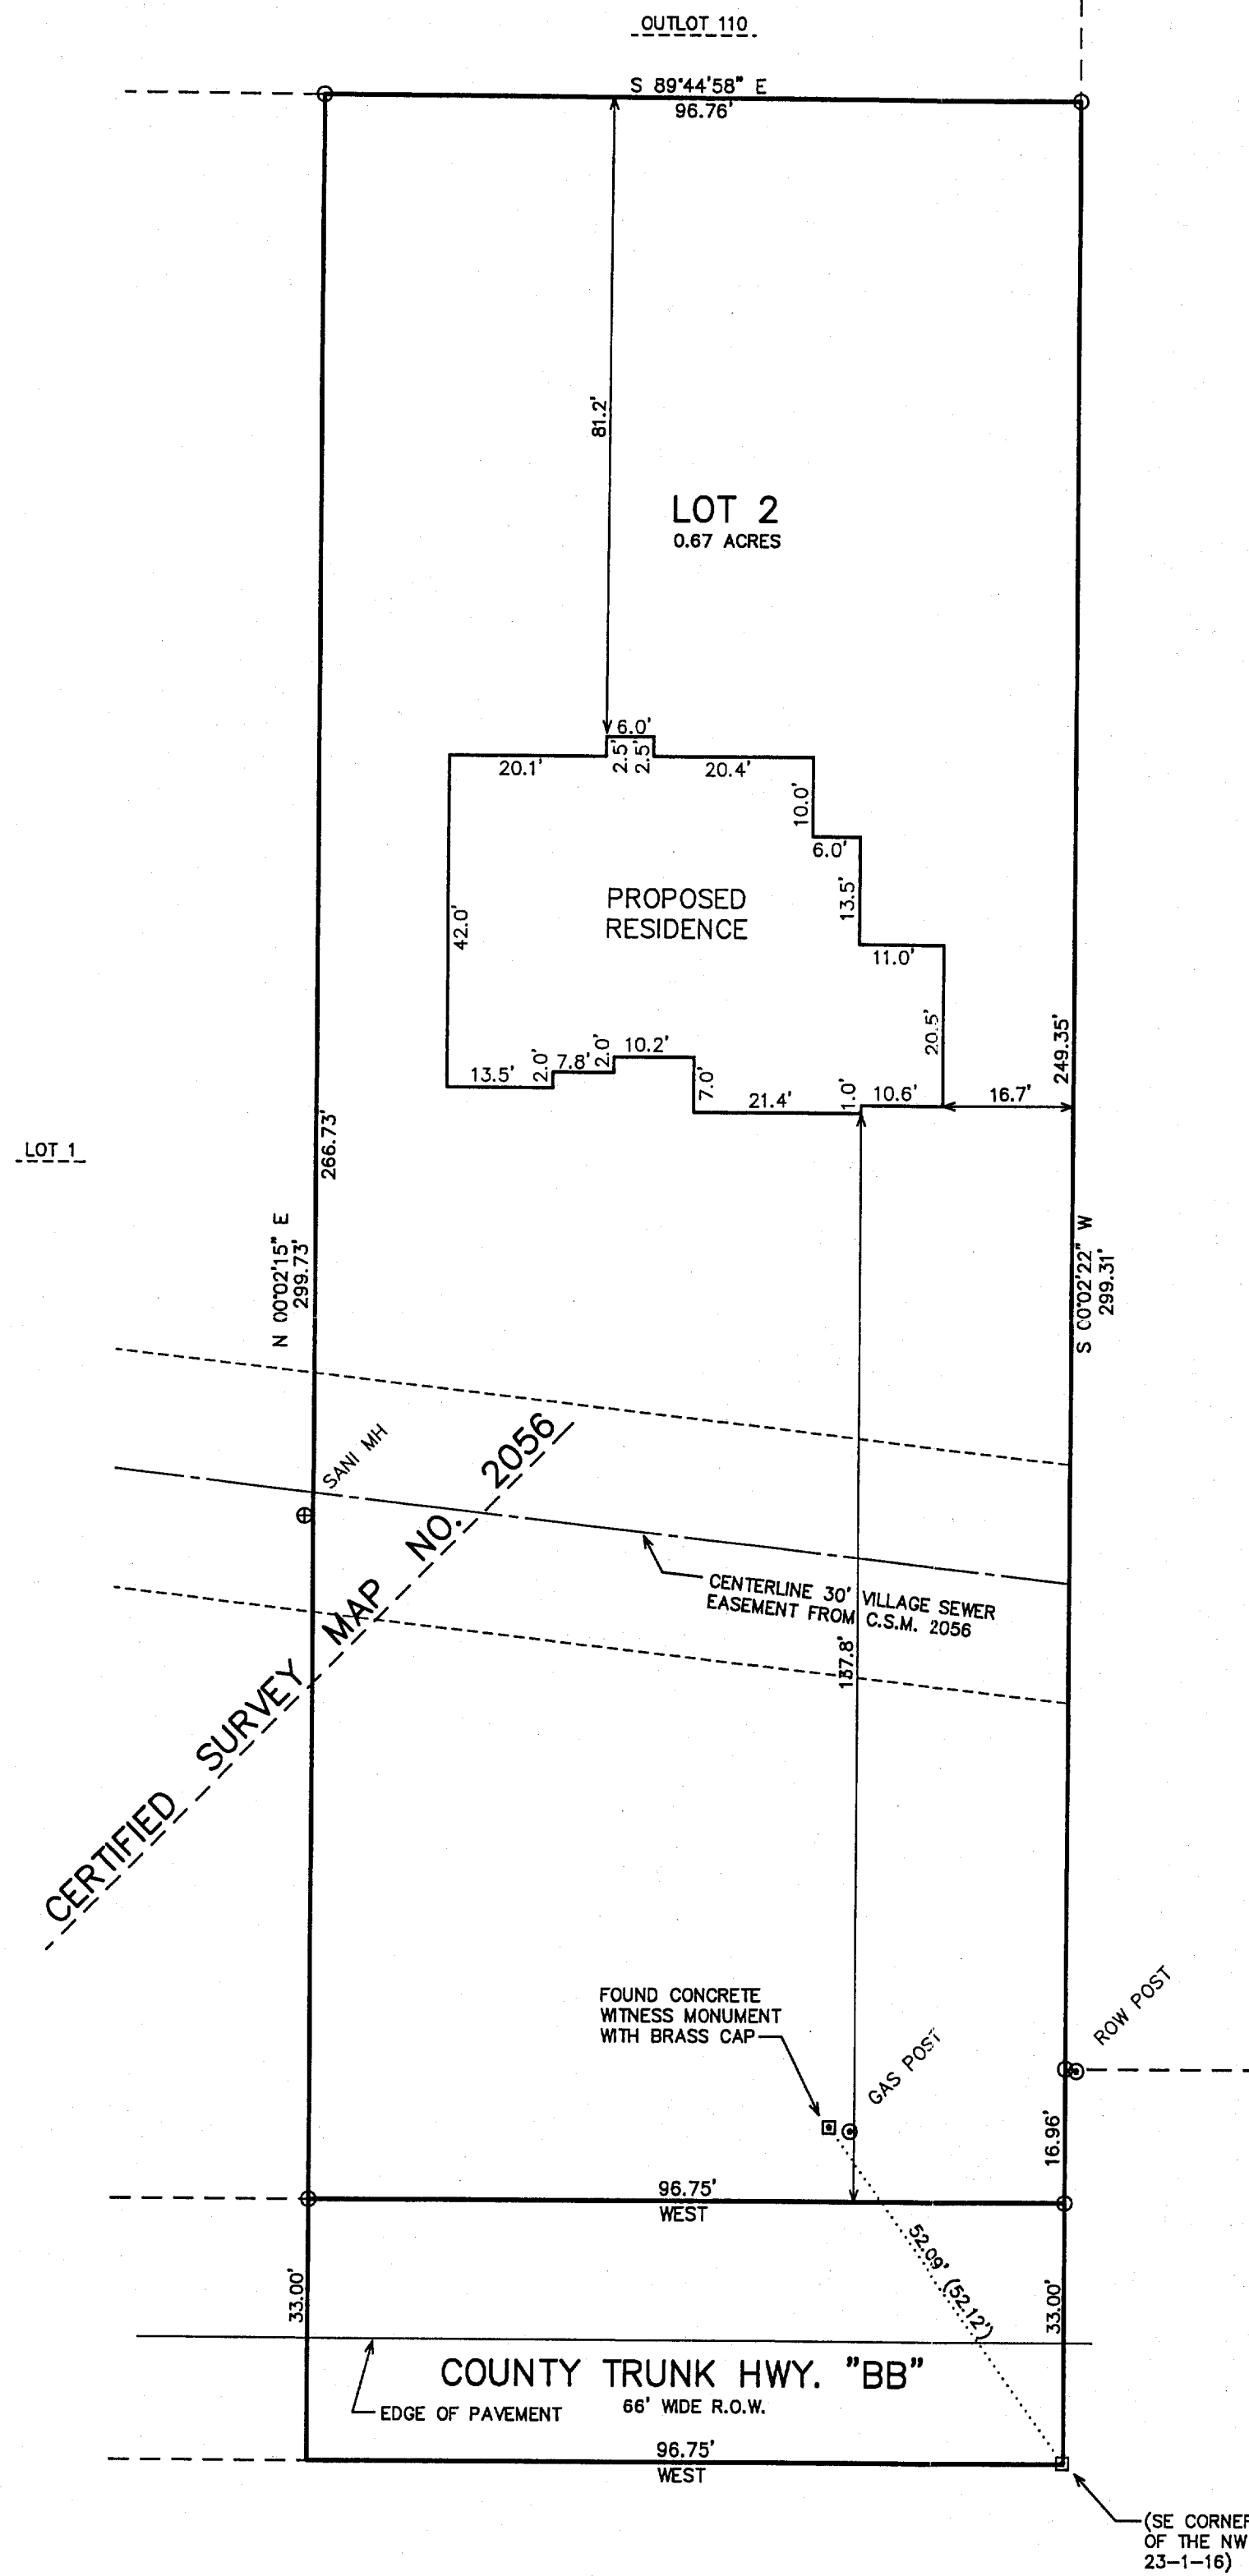 OUTLOT 110
S 89°44'58" E
96.76'
81.2'
LOT 2
0.67 ACRES
6.0'
20.1'
2.5'
2.5'
20.4'
10.0'
6.0'
PROPOSED
RESIDENCE
13.5'
42.0'
11.0'
20.5'
249.35'
13.5'
2.0'
7.8'
2.0'
10.2'
7.0'
21.4'
1.0'
10.6'
16.7'
LOT 1
266.73'
N 00°02'15" E
299.73'
S 00°02'22" W
299.31'
SANI MH
CERTIFIED SURVEY MAP NO. 2056
CENTERLINE 30' VILLAGE SEWER
EASEMENT FROM C.S.M. 2056
137.8'
FOUND CONCRETE
WITNESS MONUMENT
WITH BRASS CAP
GAS POST
ROW POST
16.96'
96.75'
WEST
52.09' (52.12')
33.00'
33.00'
COUNTY TRUNK HWY. "BB"
66' WIDE R.O.W.
EDGE OF PAVEMENT
96.75'
WEST
(SE CORNER
OF THE NW
23-1-16)